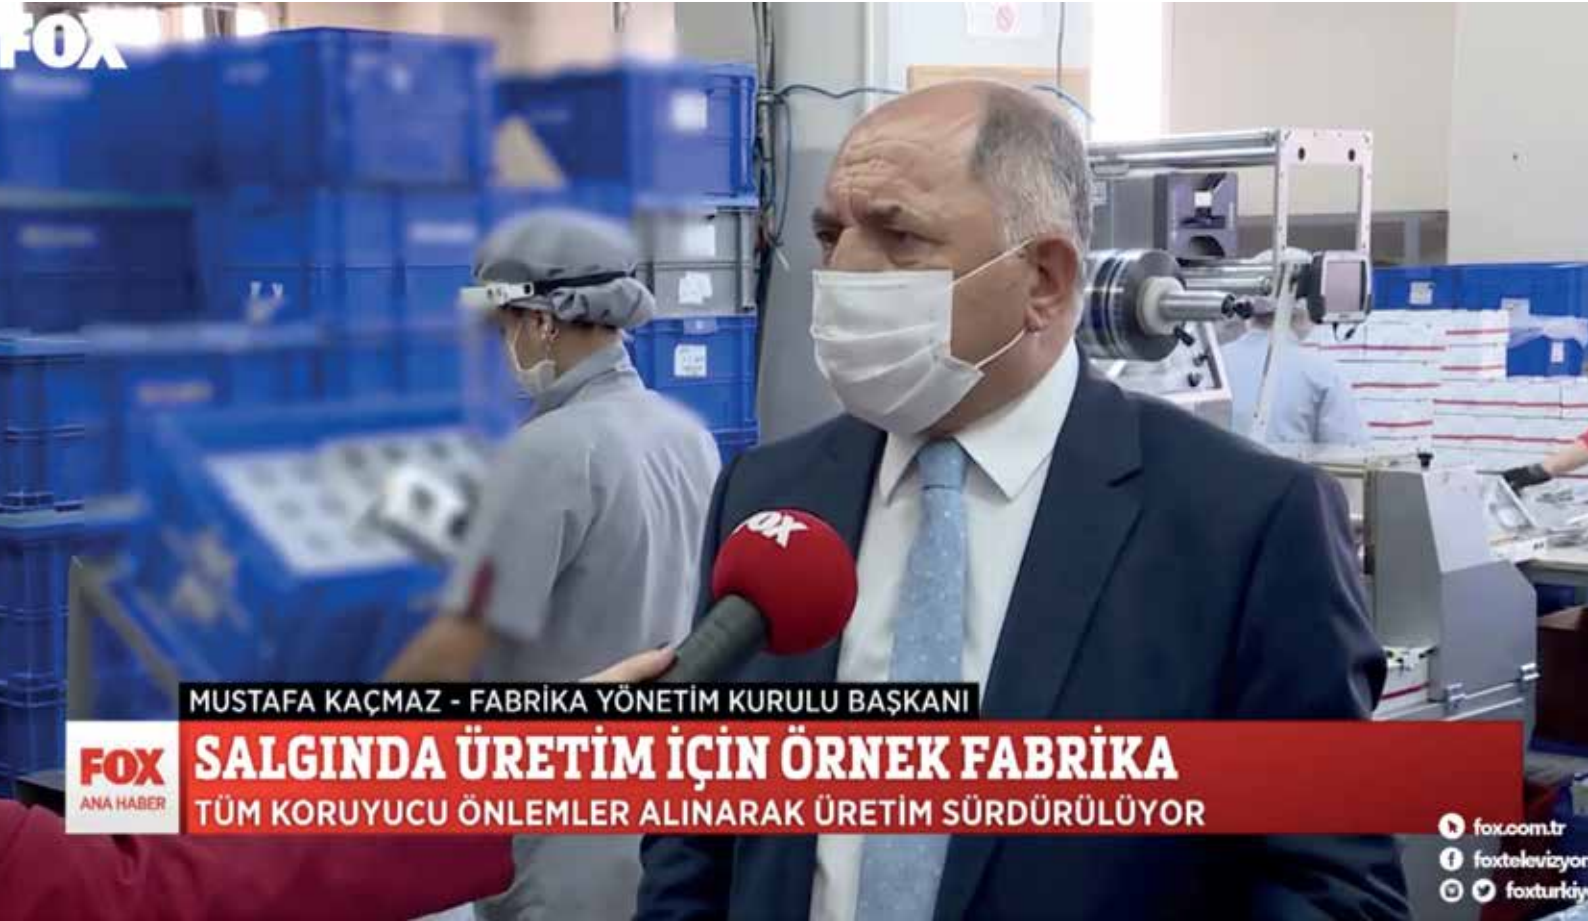 FOX
FOX
MUSTAFA KAÇMAZ - FABRİKA YÖNETİM KURULU BAŞKANI
FOX
ANA HABER
SALGINDA ÜRETİM İÇİN ÖRNEK FABRİKA
TÜM KORUYUCU ÖNLEMLER ALINARAK ÜRETİM SÜRDÜRÜLÜYOR
fox.com.tr
foxtelevizyon
foxturkiy